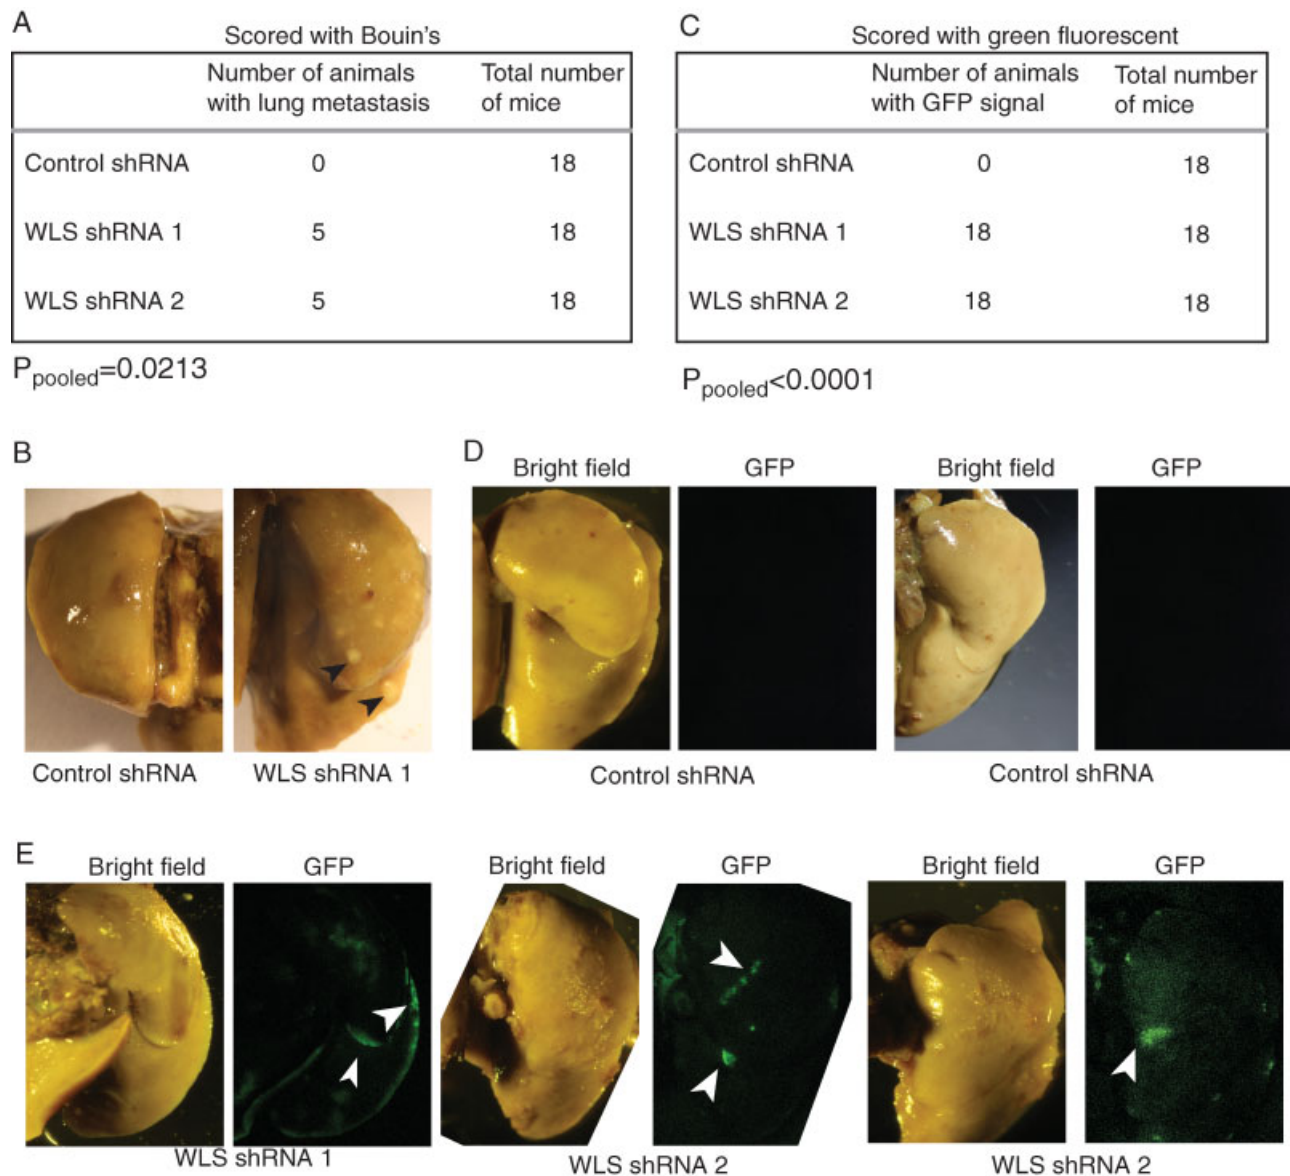 A
Scored with Bouin's
Number of animals with lung metastasis
Total number of mice
Control shRNA 0 18
WLS shRNA 1 5 18
WLS shRNA 2 5 18
Ppooled=0.0213
C
Scored with green fluorescent
Number of animals with GFP signal
Total number of mice
Control shRNA 0 18
WLS shRNA 1 18 18
WLS shRNA 2 18 18
Ppooled<0.0001
B
Control shRNA
WLS shRNA 1
D
Bright field GFP Bright field GFP
Control shRNA Control shRNA
E
Bright field GFP Bright field GFP Bright field GFP
WLS shRNA 1 WLS shRNA 2 WLS shRNA 2